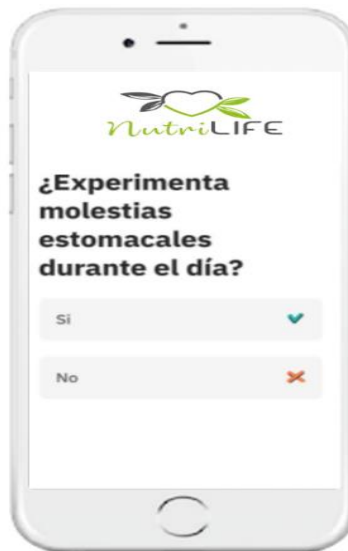 NutriLIFE
¿Experimenta
molestias
estomacales
durante el día?
Si
No